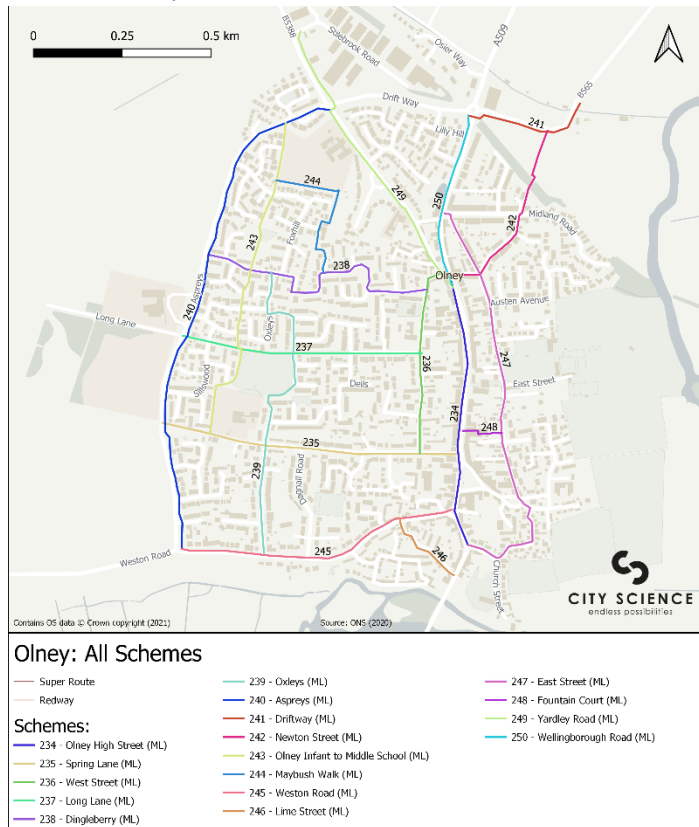 B5388
Sulebrook Road
Osier Way
A509
0
0.25
0.5 km
B565
Drift Way
241
Lilly Hill
244
249
250
242
Midland Road
243
Foxhill
238
Olney
Aspreys
240
Austen Avenue
Long Lane
Oxleys
237
236
247
Silowood
Dells
East Street
234
248
235
239
Dagnall Road
245
246
Weston Road
Church Street
CITY SCIENCE
endless possibilities
Contains OS data © Crown copyright (2021)
Source: ONS (2020)
Olney: All Schemes
Super Route
Redway
Schemes:
234 - Olney High Street (ML)
235 - Spring Lane (ML)
236 - West Street (ML)
237 - Long Lane (ML)
238 - Dingleberry (ML)
239 - Oxleys (ML)
240 - Aspreys (ML)
241 - Driftway (ML)
242 - Newton Street (ML)
243 - Olney Infant to Middle School (ML)
244 - Maybush Walk (ML)
245 - Weston Road (ML)
246 - Lime Street (ML)
247 - East Street (ML)
248 - Fountain Court (ML)
249 - Yardley Road (ML)
250 - Wellingborough Road (ML)